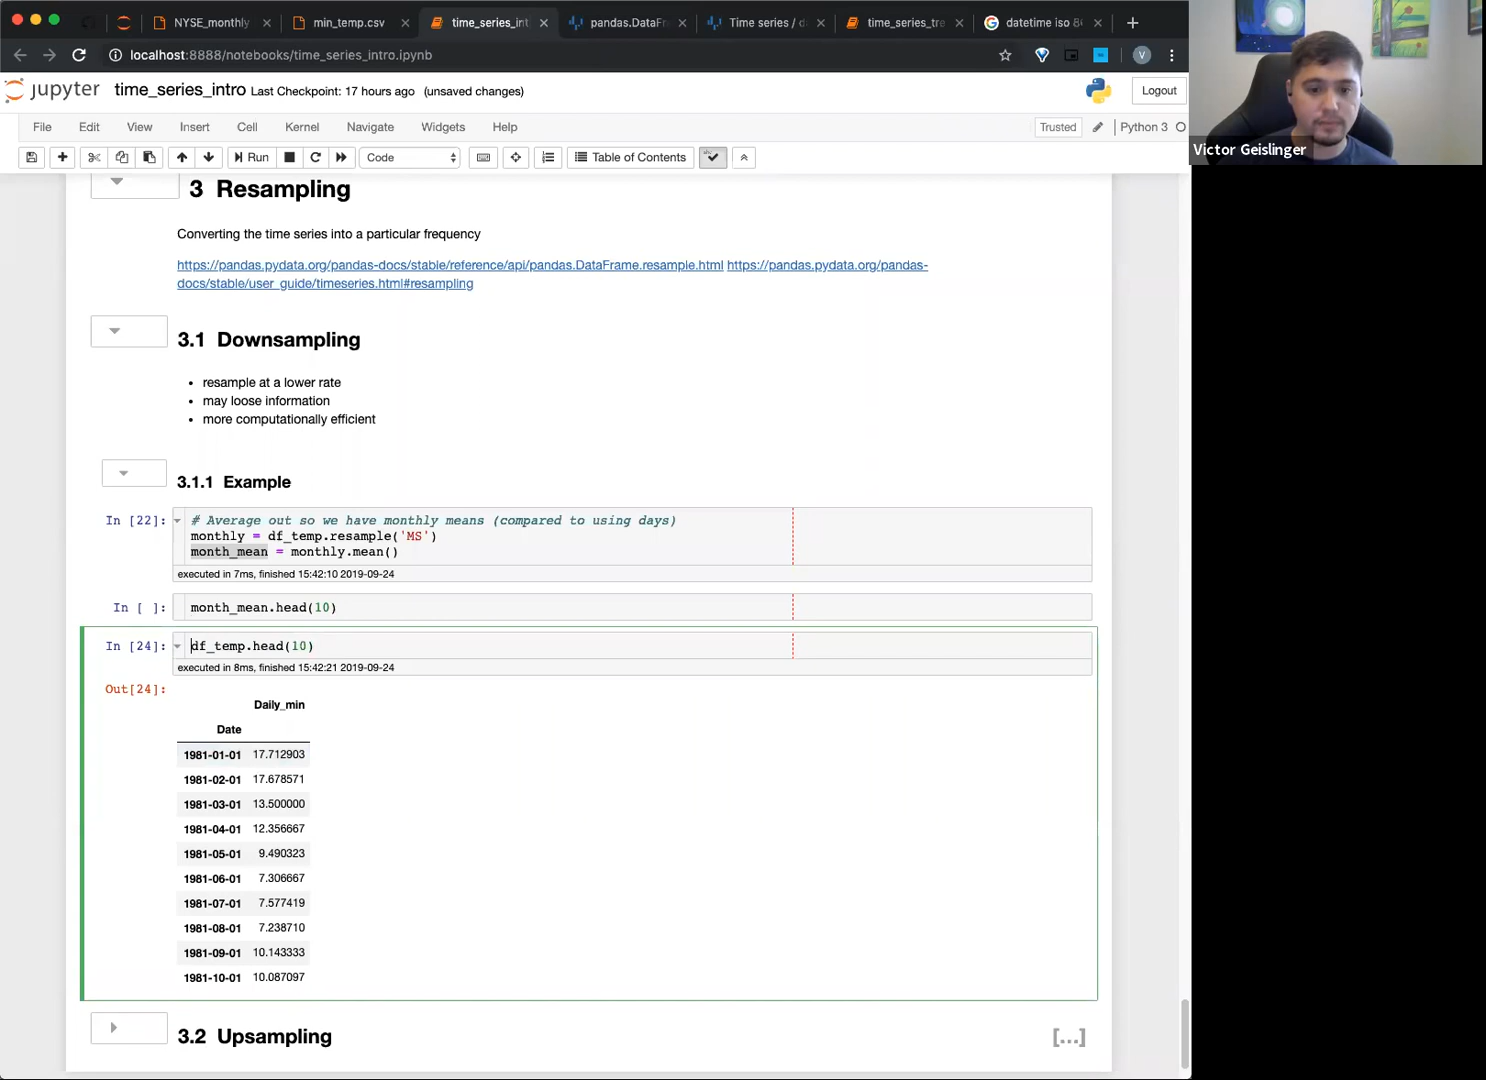 NYSE_monthly
min_temp.csv
time_series_int
pandas.DataFr
Time series / d
time_series_tre
datetime iso 8
localhost:8888/notebooks/time_series_intro.ipynb
V
jupyter time_series_intro Last Checkpoint: 17 hours ago (unsaved changes)
Logout
File Edit View Insert Cell Kernel Navigate Widgets Help
Trusted
Python 3
Run
Code
Table of Contents
Victor Geislinger
3 Resampling
Converting the time series into a particular frequency
https://pandas.pydata.org/pandas-docs/stable/reference/api/pandas.DataFrame.resample.html https://pandas.pydata.org/pandas-
docs/stable/user_guide/timeseries.html#resampling
3.1 Downsampling
• resample at a lower rate
• may loose information
• more computationally efficient
3.1.1 Example
In [22]: # Average out so we have monthly means (compared to using days)
monthly = df_temp.resample('MS')
month_mean = monthly.mean()
executed in 7ms, finished 15:42:10 2019-09-24
In [ ]: month_mean.head(10)
In [24]: df_temp.head(10)
executed in 8ms, finished 15:42:21 2019-09-24
Out[24]:
Daily_min
Date
1981-01-01 17.712903
1981-02-01 17.678571
1981-03-01 13.500000
1981-04-01 12.356667
1981-05-01 9.490323
1981-06-01 7.306667
1981-07-01 7.577419
1981-08-01 7.238710
1981-09-01 10.143333
1981-10-01 10.087097
3.2 Upsampling
[...]